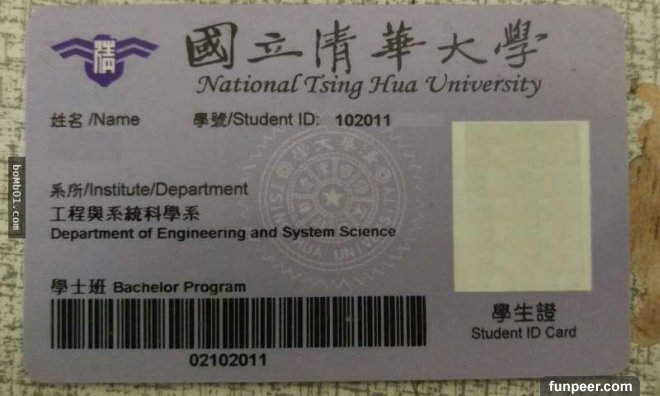 國立清華大學
National Tsing Hua University
姓名 /Name
學號/Student ID: 102011
系所/Institute/Department
工程與系統科學系
Department of Engineering and System Science
學士班 Bachelor Program
02102011
學生證
Student ID Card
bomb01.com
funpeer.com